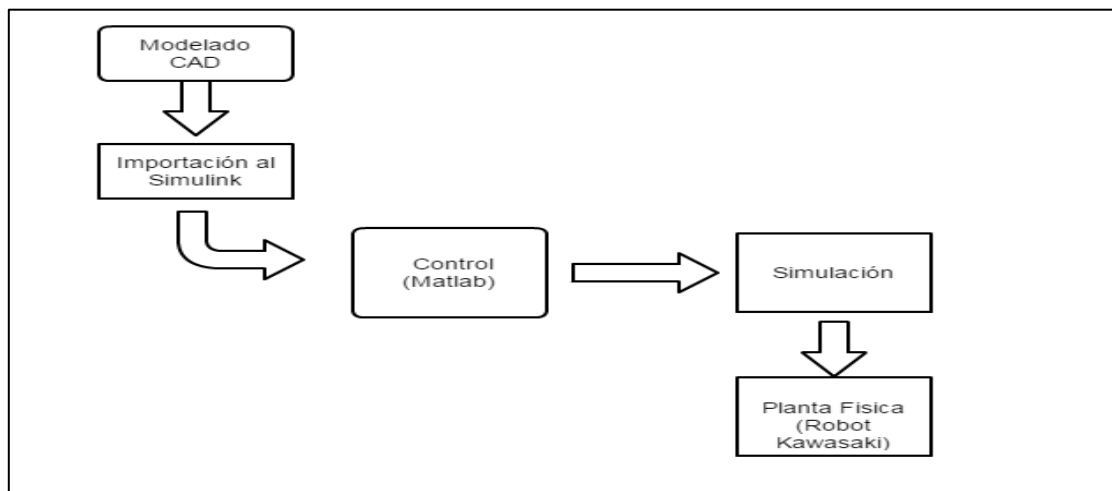 Modelado
CAD
Importación al
Simulink
Control
(Matlab)
Simulación
Planta Fisica
(Robot
Kawasaki)